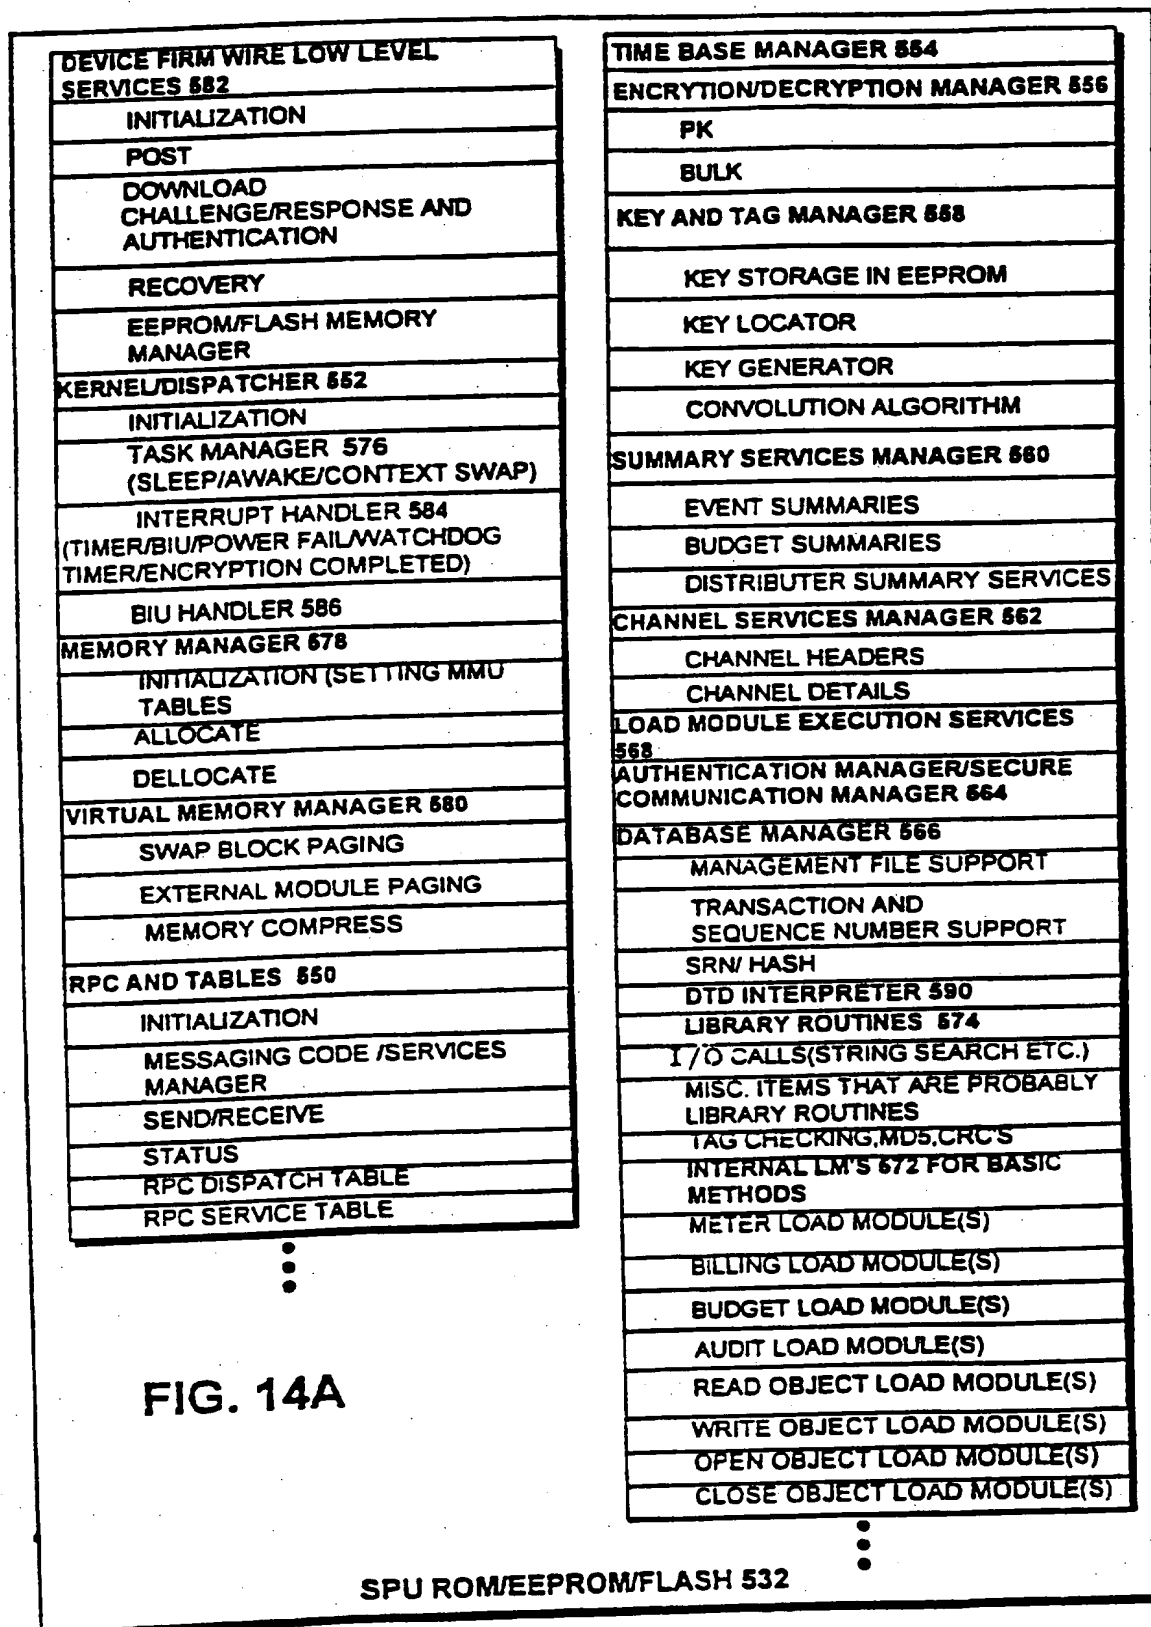 DEVICE FIRM WIRE LOW LEVEL
SERVICES 582
INITIALIZATION
POST
DOWNLOAD
CHALLENGE/RESPONSE AND
AUTHENTICATION
RECOVERY
EEPROM/FLASH MEMORY
MANAGER
KERNEL/DISPATCHER 552
INITIALIZATION
TASK MANAGER 576
(SLEEP/AWAKE/CONTEXT SWAP)
INTERRUPT HANDLER 584
(TIMER/BIU/POWER FAIL/WATCHDOG
TIMER/ENCRYPTION COMPLETED)
BIU HANDLER 586
MEMORY MANAGER 578
INITIALIZATION (SETTING MMU
TABLES
ALLOCATE
DELLOCATE
VIRTUAL MEMORY MANAGER 580
SWAP BLOCK PAGING
EXTERNAL MODULE PAGING
MEMORY COMPRESS
RPC AND TABLES 550
INITIALIZATION
MESSAGING CODE /SERVICES
MANAGER
SEND/RECEIVE
STATUS
RPC DISPATCH TABLE
RPC SERVICE TABLE
FIG. 14A
TIME BASE MANAGER 554
ENCRYTION/DECRYPTION MANAGER 556
PK
BULK
KEY AND TAG MANAGER 558
KEY STORAGE IN EEPROM
KEY LOCATOR
KEY GENERATOR
CONVOLUTION ALGORITHM
SUMMARY SERVICES MANAGER 560
EVENT SUMMARIES
BUDGET SUMMARIES
DISTRIBUTER SUMMARY SERVICES
CHANNEL SERVICES MANAGER 562
CHANNEL HEADERS
CHANNEL DETAILS
LOAD MODULE EXECUTION SERVICES
568
AUTHENTICATION MANAGER/SECURE
COMMUNICATION MANAGER 564
DATABASE MANAGER 566
MANAGEMENT FILE SUPPORT
TRANSACTION AND
SEQUENCE NUMBER SUPPORT
SRN/ HASH
DTD INTERPRETER 590
LIBRARY ROUTINES 574
I/O CALLS(STRING SEARCH ETC.)
MISC. ITEMS THAT ARE PROBABLY
LIBRARY ROUTINES
TAG CHECKING,MD5,CRC'S
INTERNAL LM'S 572 FOR BASIC
METHODS
METER LOAD MODULE(S)
BILLING LOAD MODULE(S)
BUDGET LOAD MODULE(S)
AUDIT LOAD MODULE(S)
READ OBJECT LOAD MODULE(S)
WRITE OBJECT LOAD MODULE(S)
OPEN OBJECT LOAD MODULE(S)
CLOSE OBJECT LOAD MODULE(S)
SPU ROM/EEPROM/FLASH 532